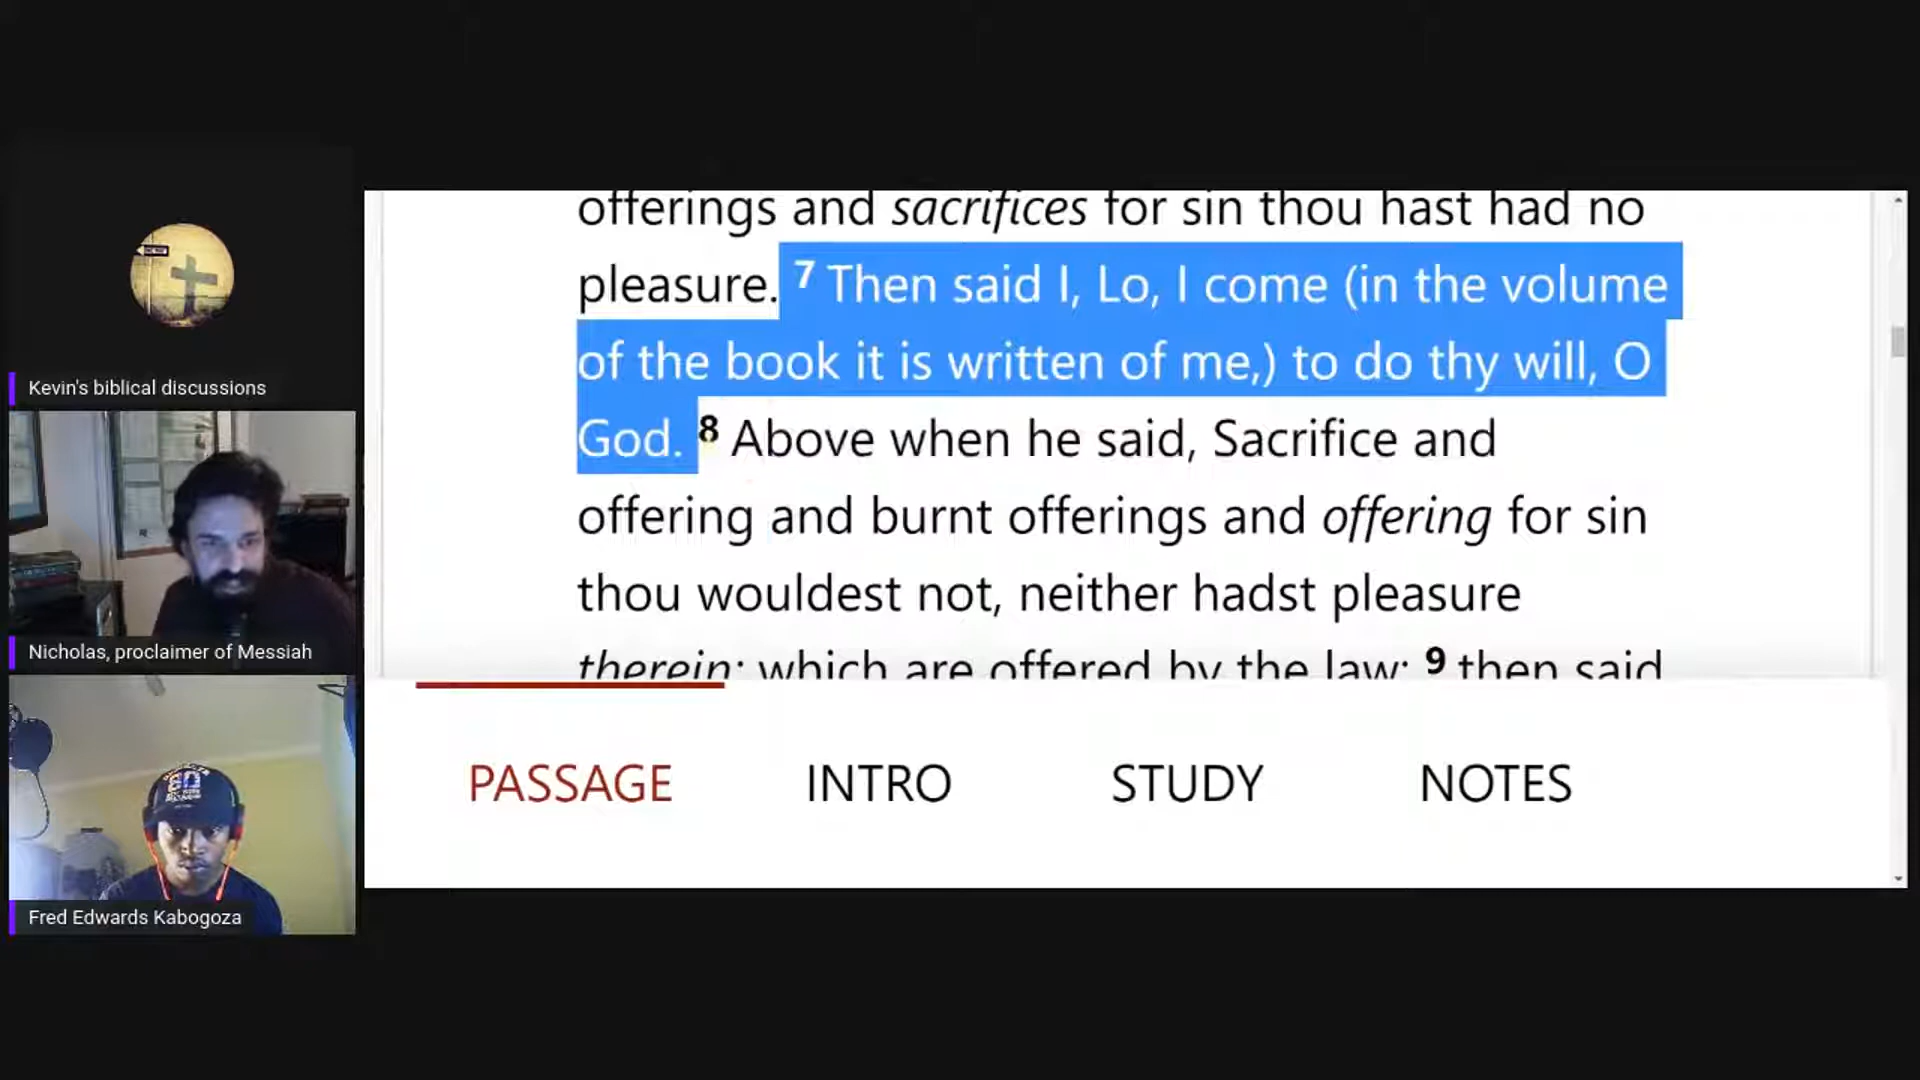 offerings and sacrifices for sin thou hast had no
pleasure. 7 Then said I, Lo, I come (in the volume
of the book it is written of me,) to do thy will, O
God. 8 Above when he said, Sacrifice and
offering and burnt offerings and offering for sin
thou wouldest not, neither hadst pleasure
therein; which are offered by the law; 9 then said
PASSAGE INTRO STUDY NOTES
Kevin's biblical discussions
Nicholas, proclaimer of Messiah
Fred Edwards Kabogoza